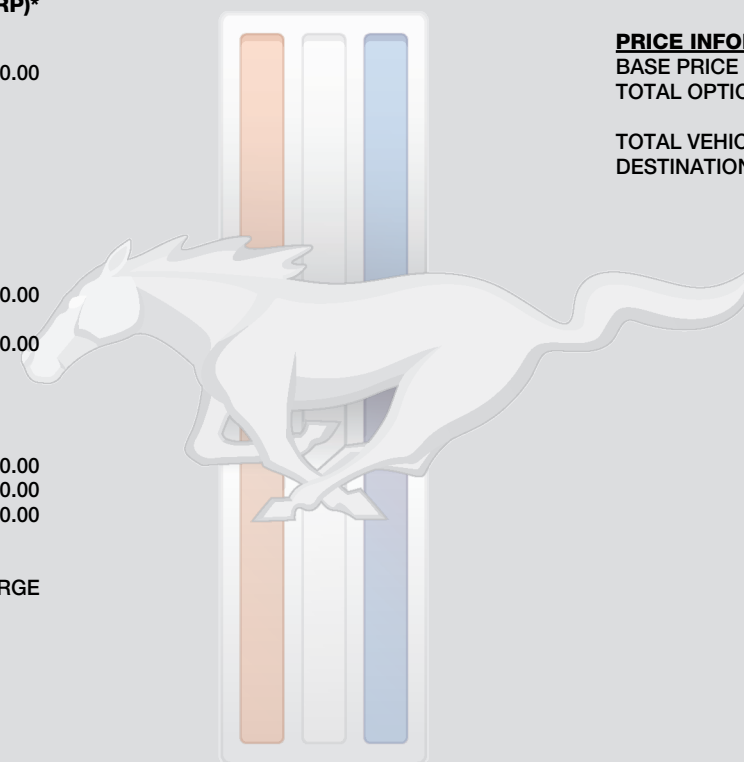 RP)*
0.00
0.00
0.00
0.00
0.00
0.00
RGE
PRICE INFO
BASE PRICE
TOTAL OPTIO
TOTAL VEHIC
DESTINATION